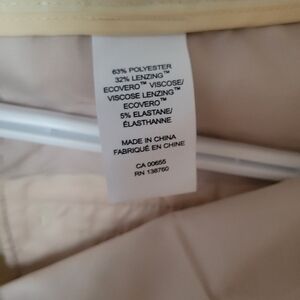 63% POLYESTER
32% LENZING™
ECOVERO™ VISCOSE/
VISCOSE LENZING™
ECOVERO™
5% ELASTANE/
ÉLASTHANNE
MADE IN CHINA
FABRIQUÉ EN CHINE
CA 00655
RN 138760